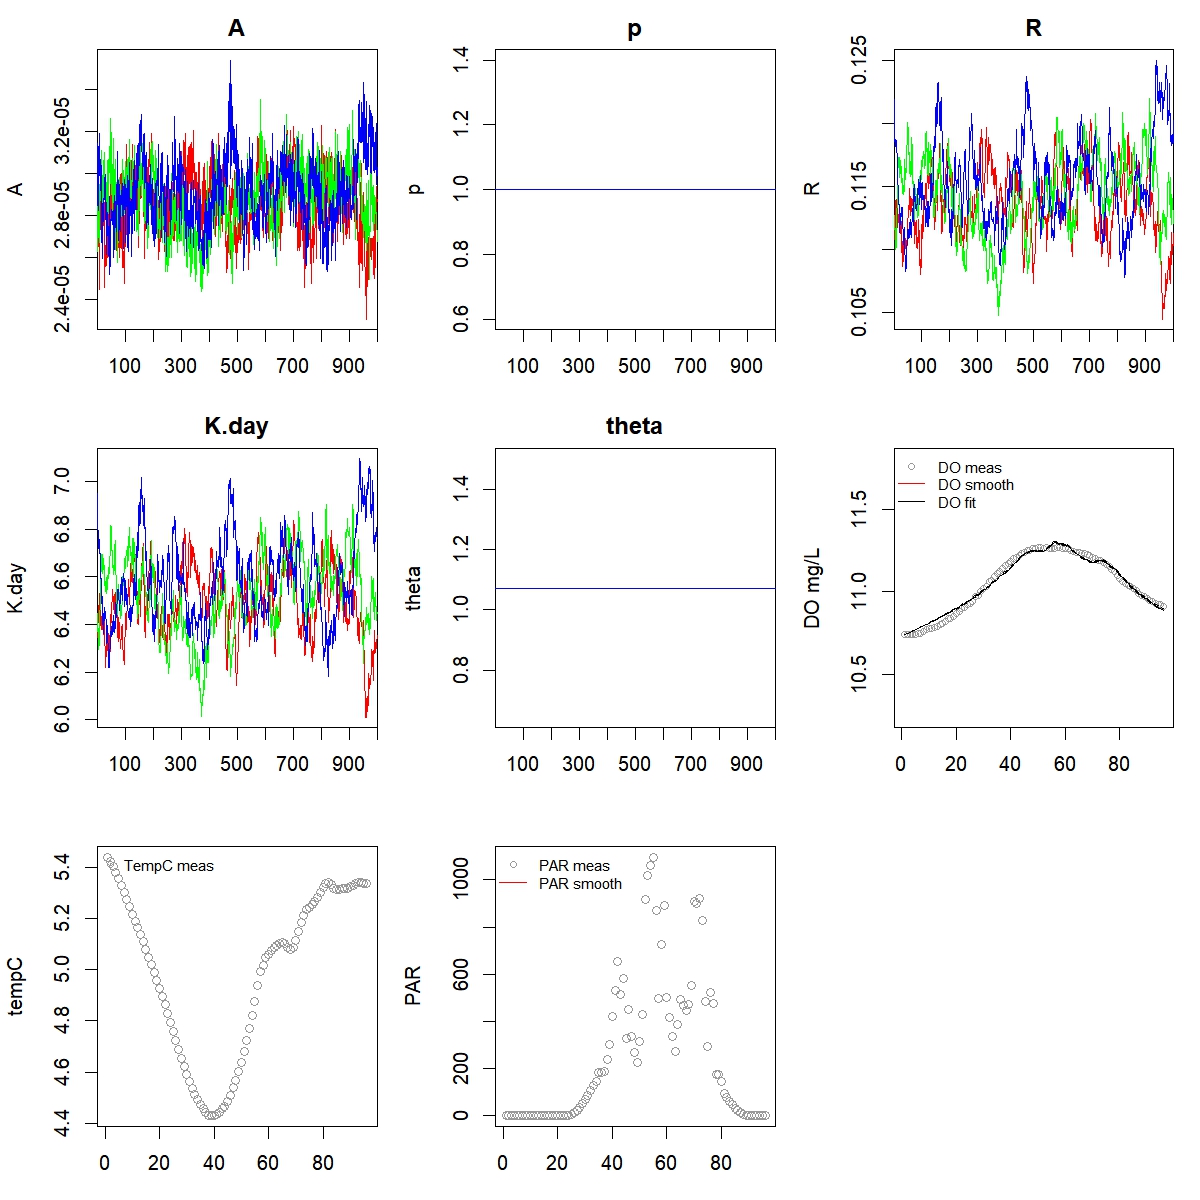 A
A
2.4e-05 2.8e-05 3.2e-05
100 300 500 700 900
p
p
0.6 0.8 1.0 1.2 1.4
100 300 500 700 900
R
R
0.105 0.115 0.125
100 300 500 700 900
K.day
K.day
6.0 6.2 6.4 6.6 6.8 7.0
100 300 500 700 900
theta
theta
0.8 1.0 1.2 1.4
100 300 500 700 900
DO meas
DO smooth
DO fit
DO mg/L
10.5 11.0 11.5
0 20 40 60 80
TempC meas
tempC
4.4 4.6 4.8 5.0 5.2 5.4
0 20 40 60 80
PAR meas
PAR smooth
PAR
0 200 600 1000
0 20 40 60 80